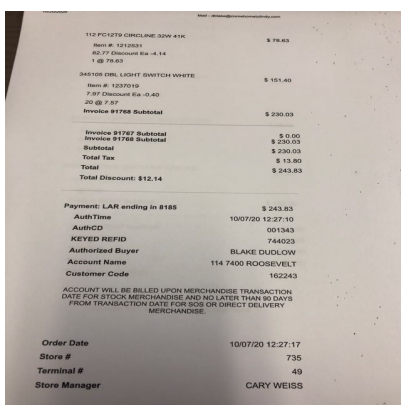 112 FC12T9 CIRCLINE 32W 41K $ 78.63
Item #: 1212531
82.77 Discount Ea -4.14
1 @ 78.63
345105 DBL LIGHT SWITCH WHITE $ 151.40
Item #: 1237019
7.97 Discount Ea -0.40
20 @ 7.57
Invoice 91768 Subtotal $ 230.03
Invoice 91767 Subtotal $ 0.00
Invoice 91768 Subtotal $ 230.03
Subtotal $ 230.03
Total Tax $ 13.80
Total $ 243.83
Total Discount: $12.14
Payment: LAR ending in 8185 $ 243.83
AuthTime 10/07/20 12:27:10
AuthCD 001343
KEYED REFID 744023
Authorized Buyer BLAKE DUDLOW
Account Name 114 7400 ROOSEVELT
Customer Code 162243
ACCOUNT WILL BE BILLED UPON MERCHANDISE TRANSACTION
DATE FOR STOCK MERCHANDISE AND NO LATER THAN 90 DAYS
FROM TRANSACTION DATE FOR SOS OR DIRECT DELIVERY
MERCHANDISE.
Order Date 10/07/20 12:27:17
Store # 735
Terminal # 49
Store Manager CARY WEISS